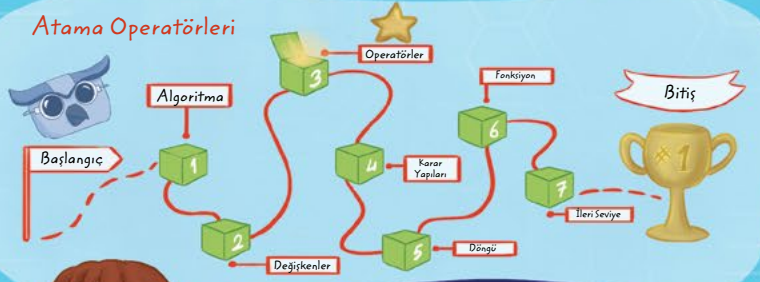 Atama Operatörleri
Operatörler
Fonksiyon
Bitiş
Algoritma
3
6
#1
Başlangıç
1
4
Karar
Yapıları
7
İleri Seviye
2
5
Döngü
Değişkenler